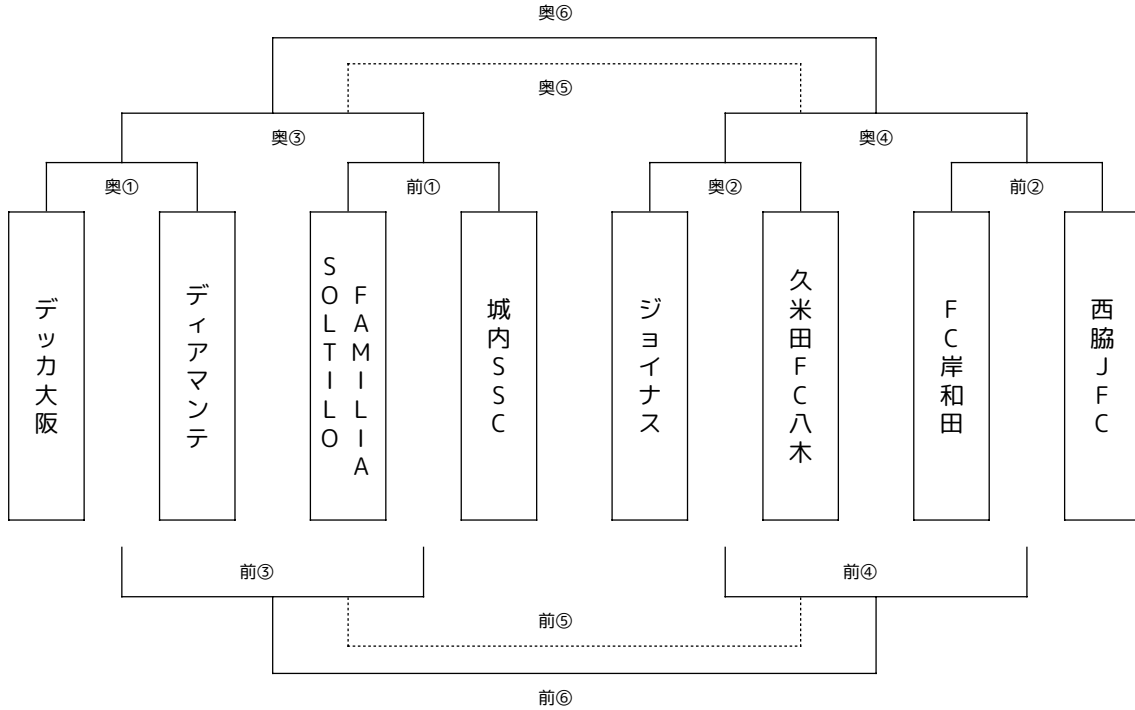 奥⑥
奥⑤
奥③
奥④
奥①
前①
奥②
前②
デッカ大阪
ディアマンテ
SOLTILO
FAMILIA
城内SSC
ジョイナス
久米田FC八木
FC岸和田
西脇JFC
前③
前④
前⑤
前⑥